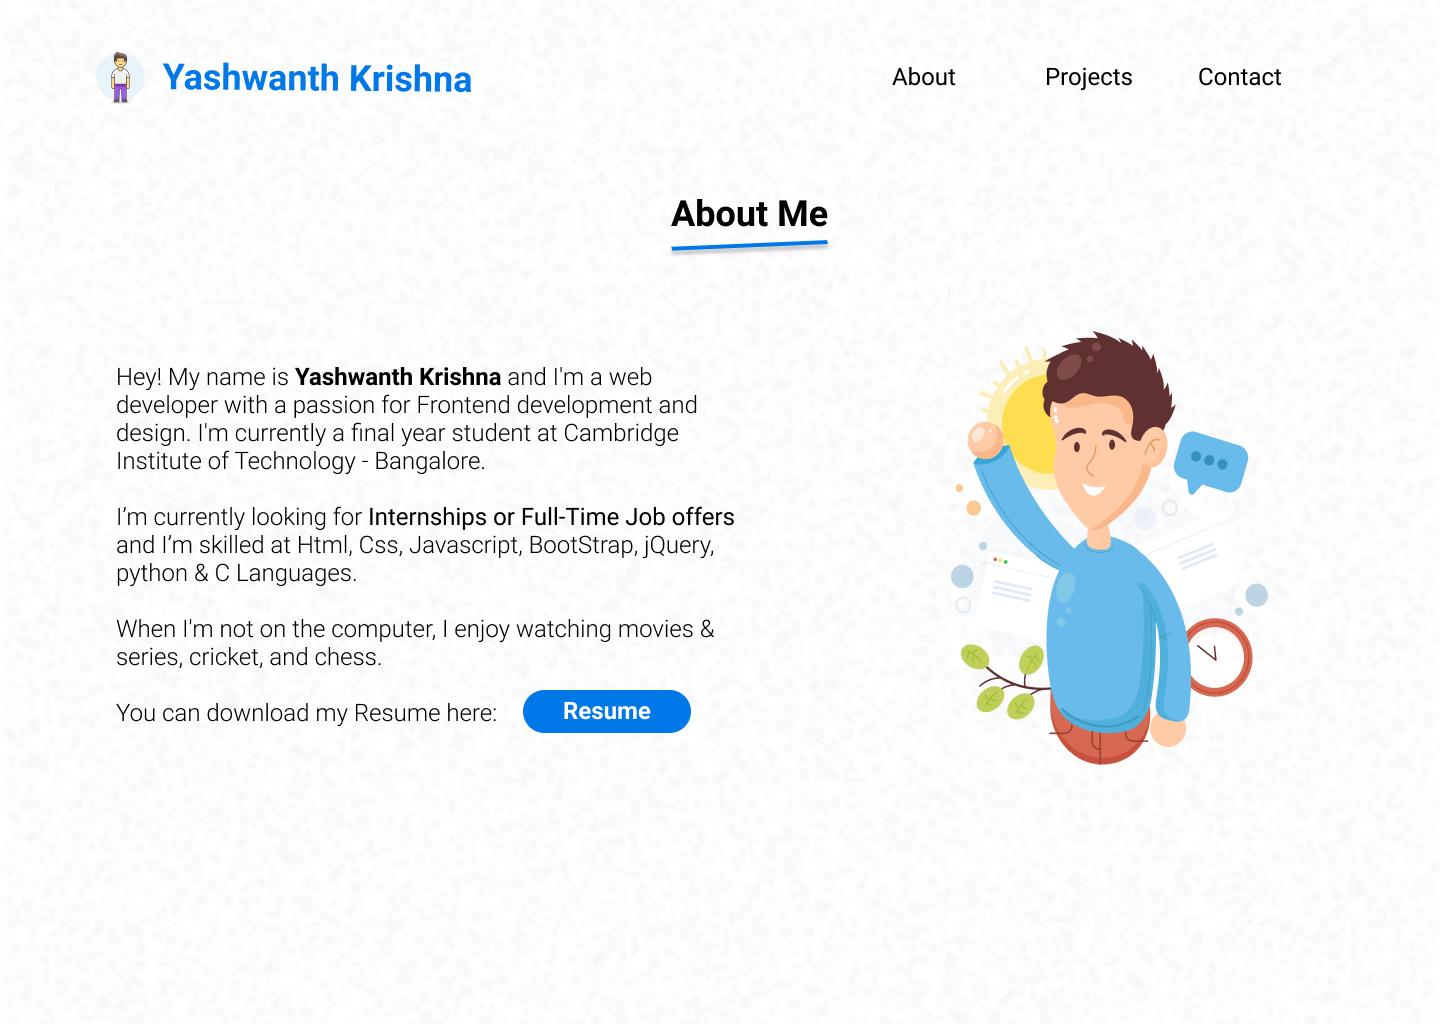 Yashwanth Krishna
About
Projects
Contact
About Me
Hey! My name is Yashwanth Krishna and I'm a web
developer with a passion for Frontend development and
design. I'm currently a final year student at Cambridge
Institute of Technology - Bangalore.
I’m currently looking for Internships or Full-Time Job offers
and I’m skilled at Html, Css, Javascript, BootStrap, jQuery,
python & C Languages.
When I'm not on the computer, I enjoy watching movies &
series, cricket, and chess.
You can download my Resume here:
Resume